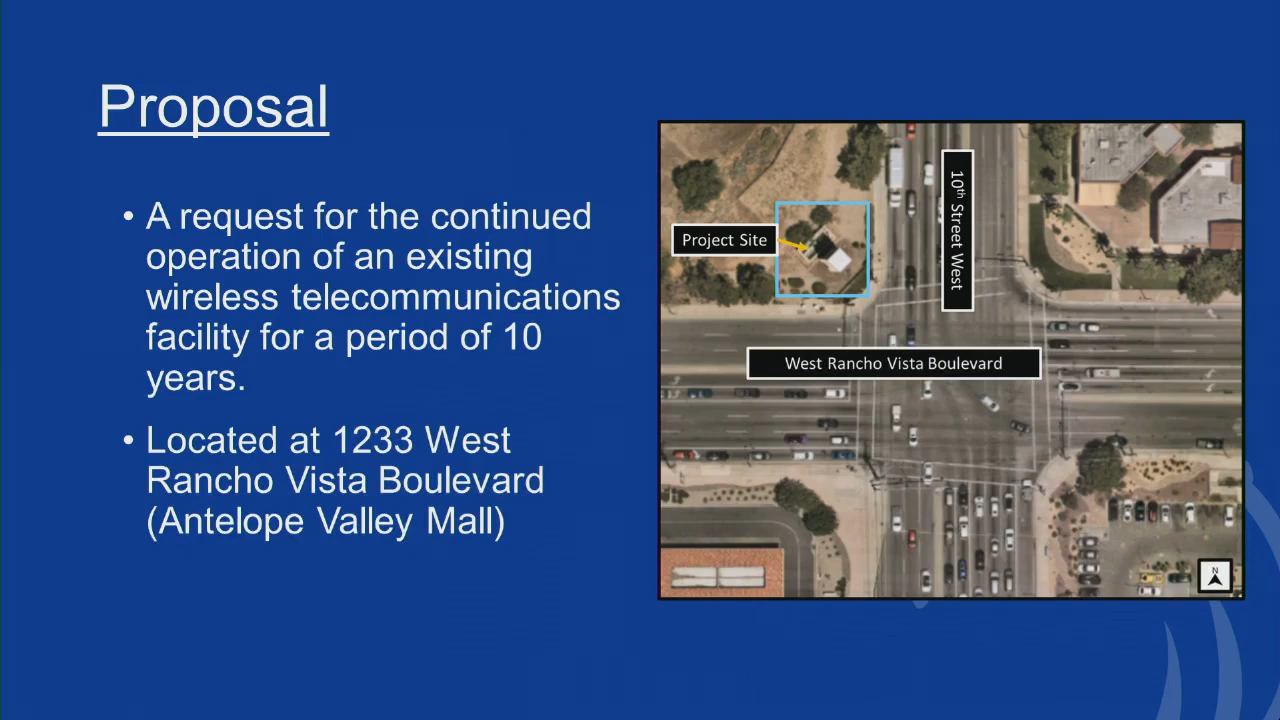 Proposal
• A request for the continued
operation of an existing
wireless telecommunications
facility for a period of 10
years.
• Located at 1233 West
Rancho Vista Boulevard
(Antelope Valley Mall)
Project Site
10th Street West
West Rancho Vista Boulevard
N